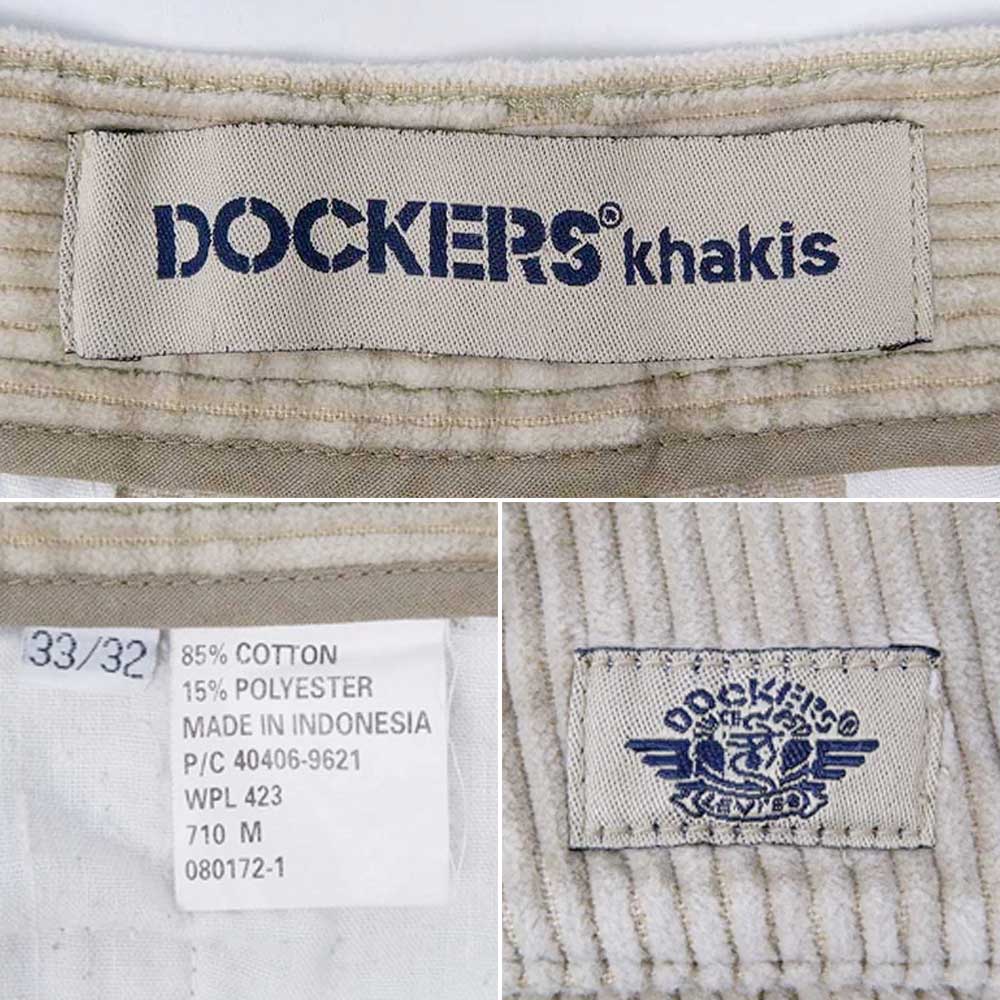 DOCKERS® khakis
33/32
85% COTTON
15% POLYESTER
MADE IN INDONESIA
P/C 40406-9621
WPL 423
710 M
080172-1
DOCKERS®
LEVI'S